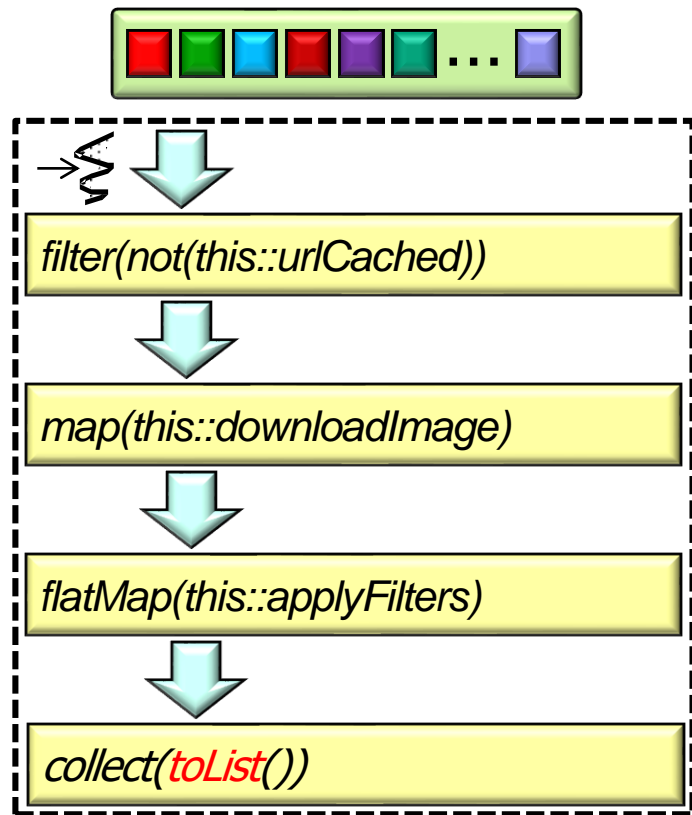 ...
filter(not(this::urlCached))
map(this::downloadImage)
flatMap(this::applyFilters)
collect(toList())